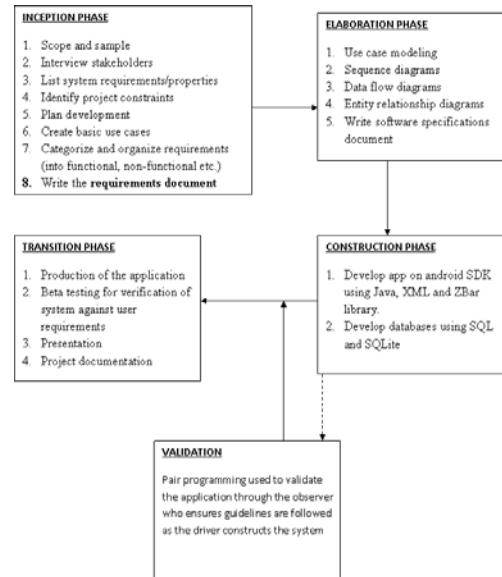 INCEPTION PHASE
1. Scope and sample
2. Interview stakeholders
3. List system requirements/properties
4. Identify project constraints
5. Plan development
6. Create basic use cases
7. Categorize and organize requirements
(into functional, non-functional etc.)
8. Write the requirements document
ELABORATION PHASE
1. Use case modeling
2. Sequence diagrams
3. Data flow diagrams
4. Entity relationship diagrams
5. Write software specifications
document
TRANSITION PHASE
1. Production of the application
2. Beta testing for verification of
system against user
requirements
3. Presentation
4. Project documentation
CONSTRUCTION PHASE
1. Develop app on android SDK
using Java, XML and ZBar
library.
2. Develop databases using SQL
and SQLite
VALIDATION
Pair programming used to validate
the application through the observer
who ensures guidelines are followed
as the driver constructs the system